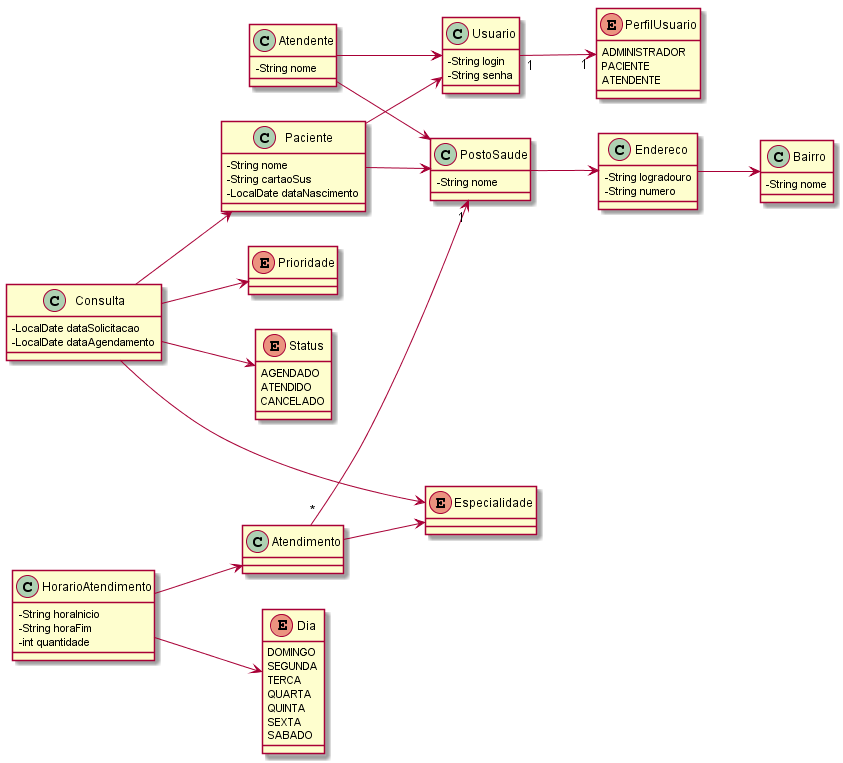 C Atendente
-String nome
C Usuario
-String login
-String senha
1
1
E PerfilUsuario
ADMINISTRADOR
PACIENTE
ATENDENTE
C Paciente
-String nome
-String cartaoSus
-LocalDate dataNascimento
C PostoSaude
-String nome
1
C Endereco
-String logradouro
-String numero
C Bairro
-String nome
E Prioridade
C Consulta
-LocalDate dataSolicitacao
-LocalDate dataAgendamento
E Status
AGENDADO
ATENDIDO
CANCELADO
E Especialidade
*
C Atendimento
C HorarioAtendimento
-String horaInicio
-String horaFim
-int quantidade
E Dia
DOMINGO
SEGUNDA
TERCA
QUARTA
QUINTA
SEXTA
SABADO